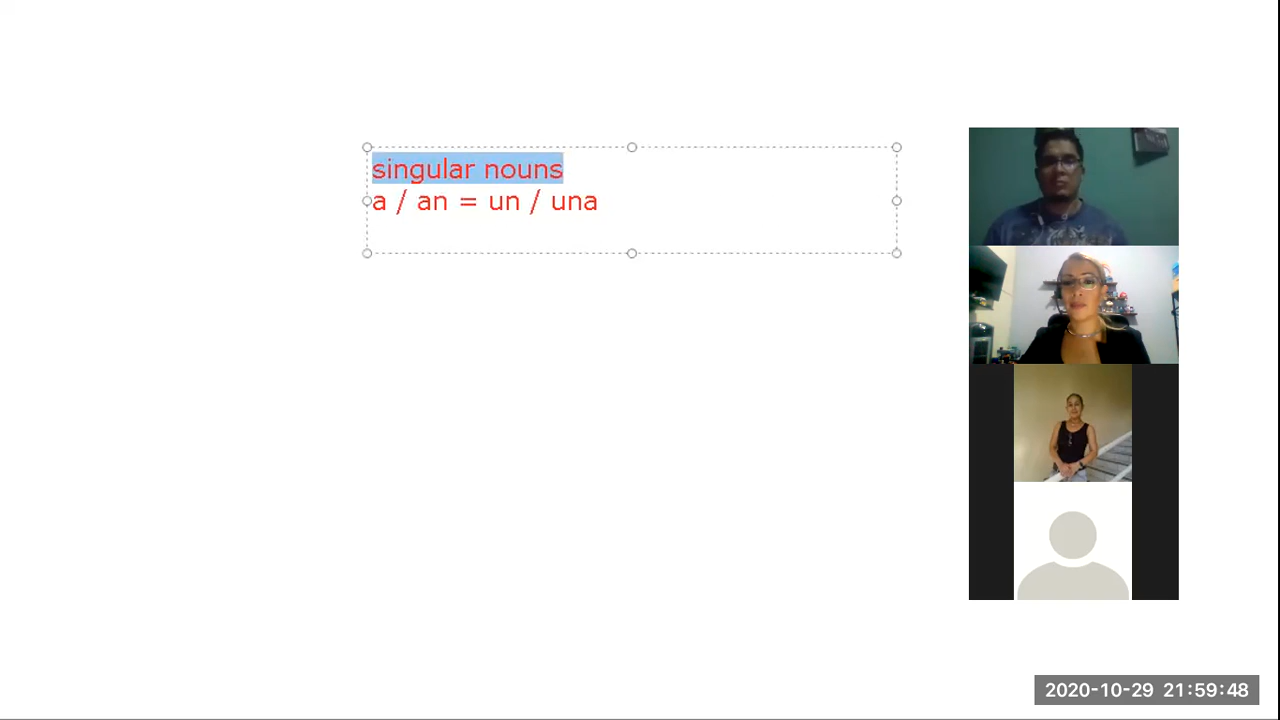 singular nouns
a / an = un / una
2020-10-29 21:59:48